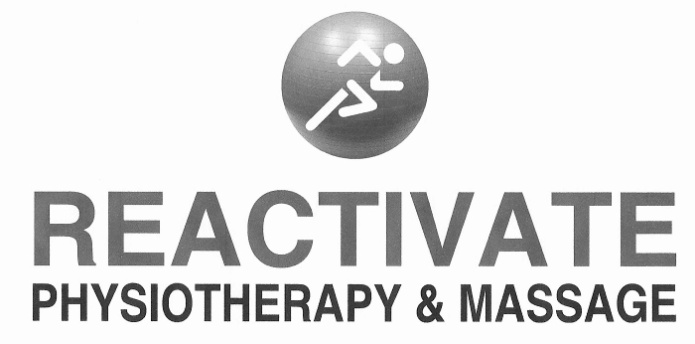 REACTIVATE
PHYSIOTHERAPY & MASSAGE